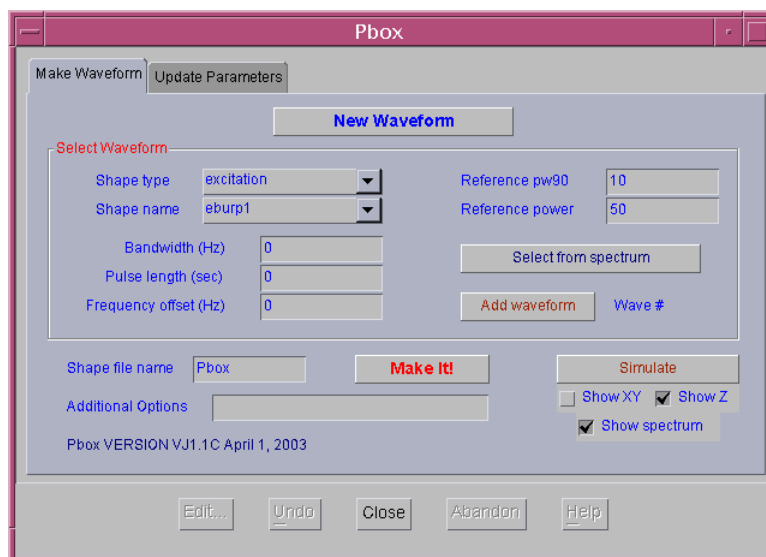 Pbox
Make Waveform Update Parameters
New Waveform
Select Waveform
Shape type excitation Reference pw90 10
Shape name eburp1 Reference power 50
Bandwidth (Hz) 0
Select from spectrum
Pulse length (sec) 0
Frequency offset (Hz) 0 Add waveform Wave #
Shape file name Pbox Make It! Simulate
Show XY Show Z
Additional Options
Show spectrum
Pbox VERSION VJ1.1C April 1, 2003
Edit... Undo Close Abandon Help